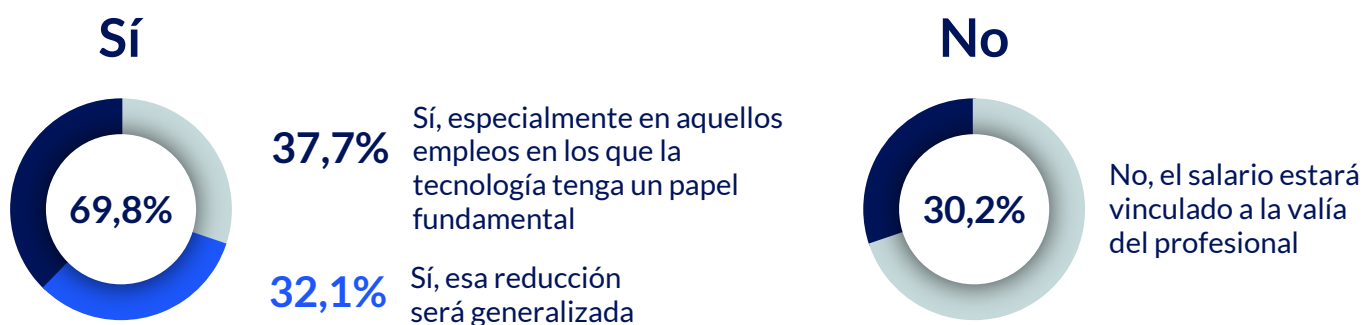 Sí
69,8%
37,7%
Sí, especialmente en aquellos
empleos en los que la
tecnología tenga un papel
fundamental
32,1%
Sí, esa reducción
será generalizada
No
30,2%
No, el salario estará
vinculado a la valía
del profesional